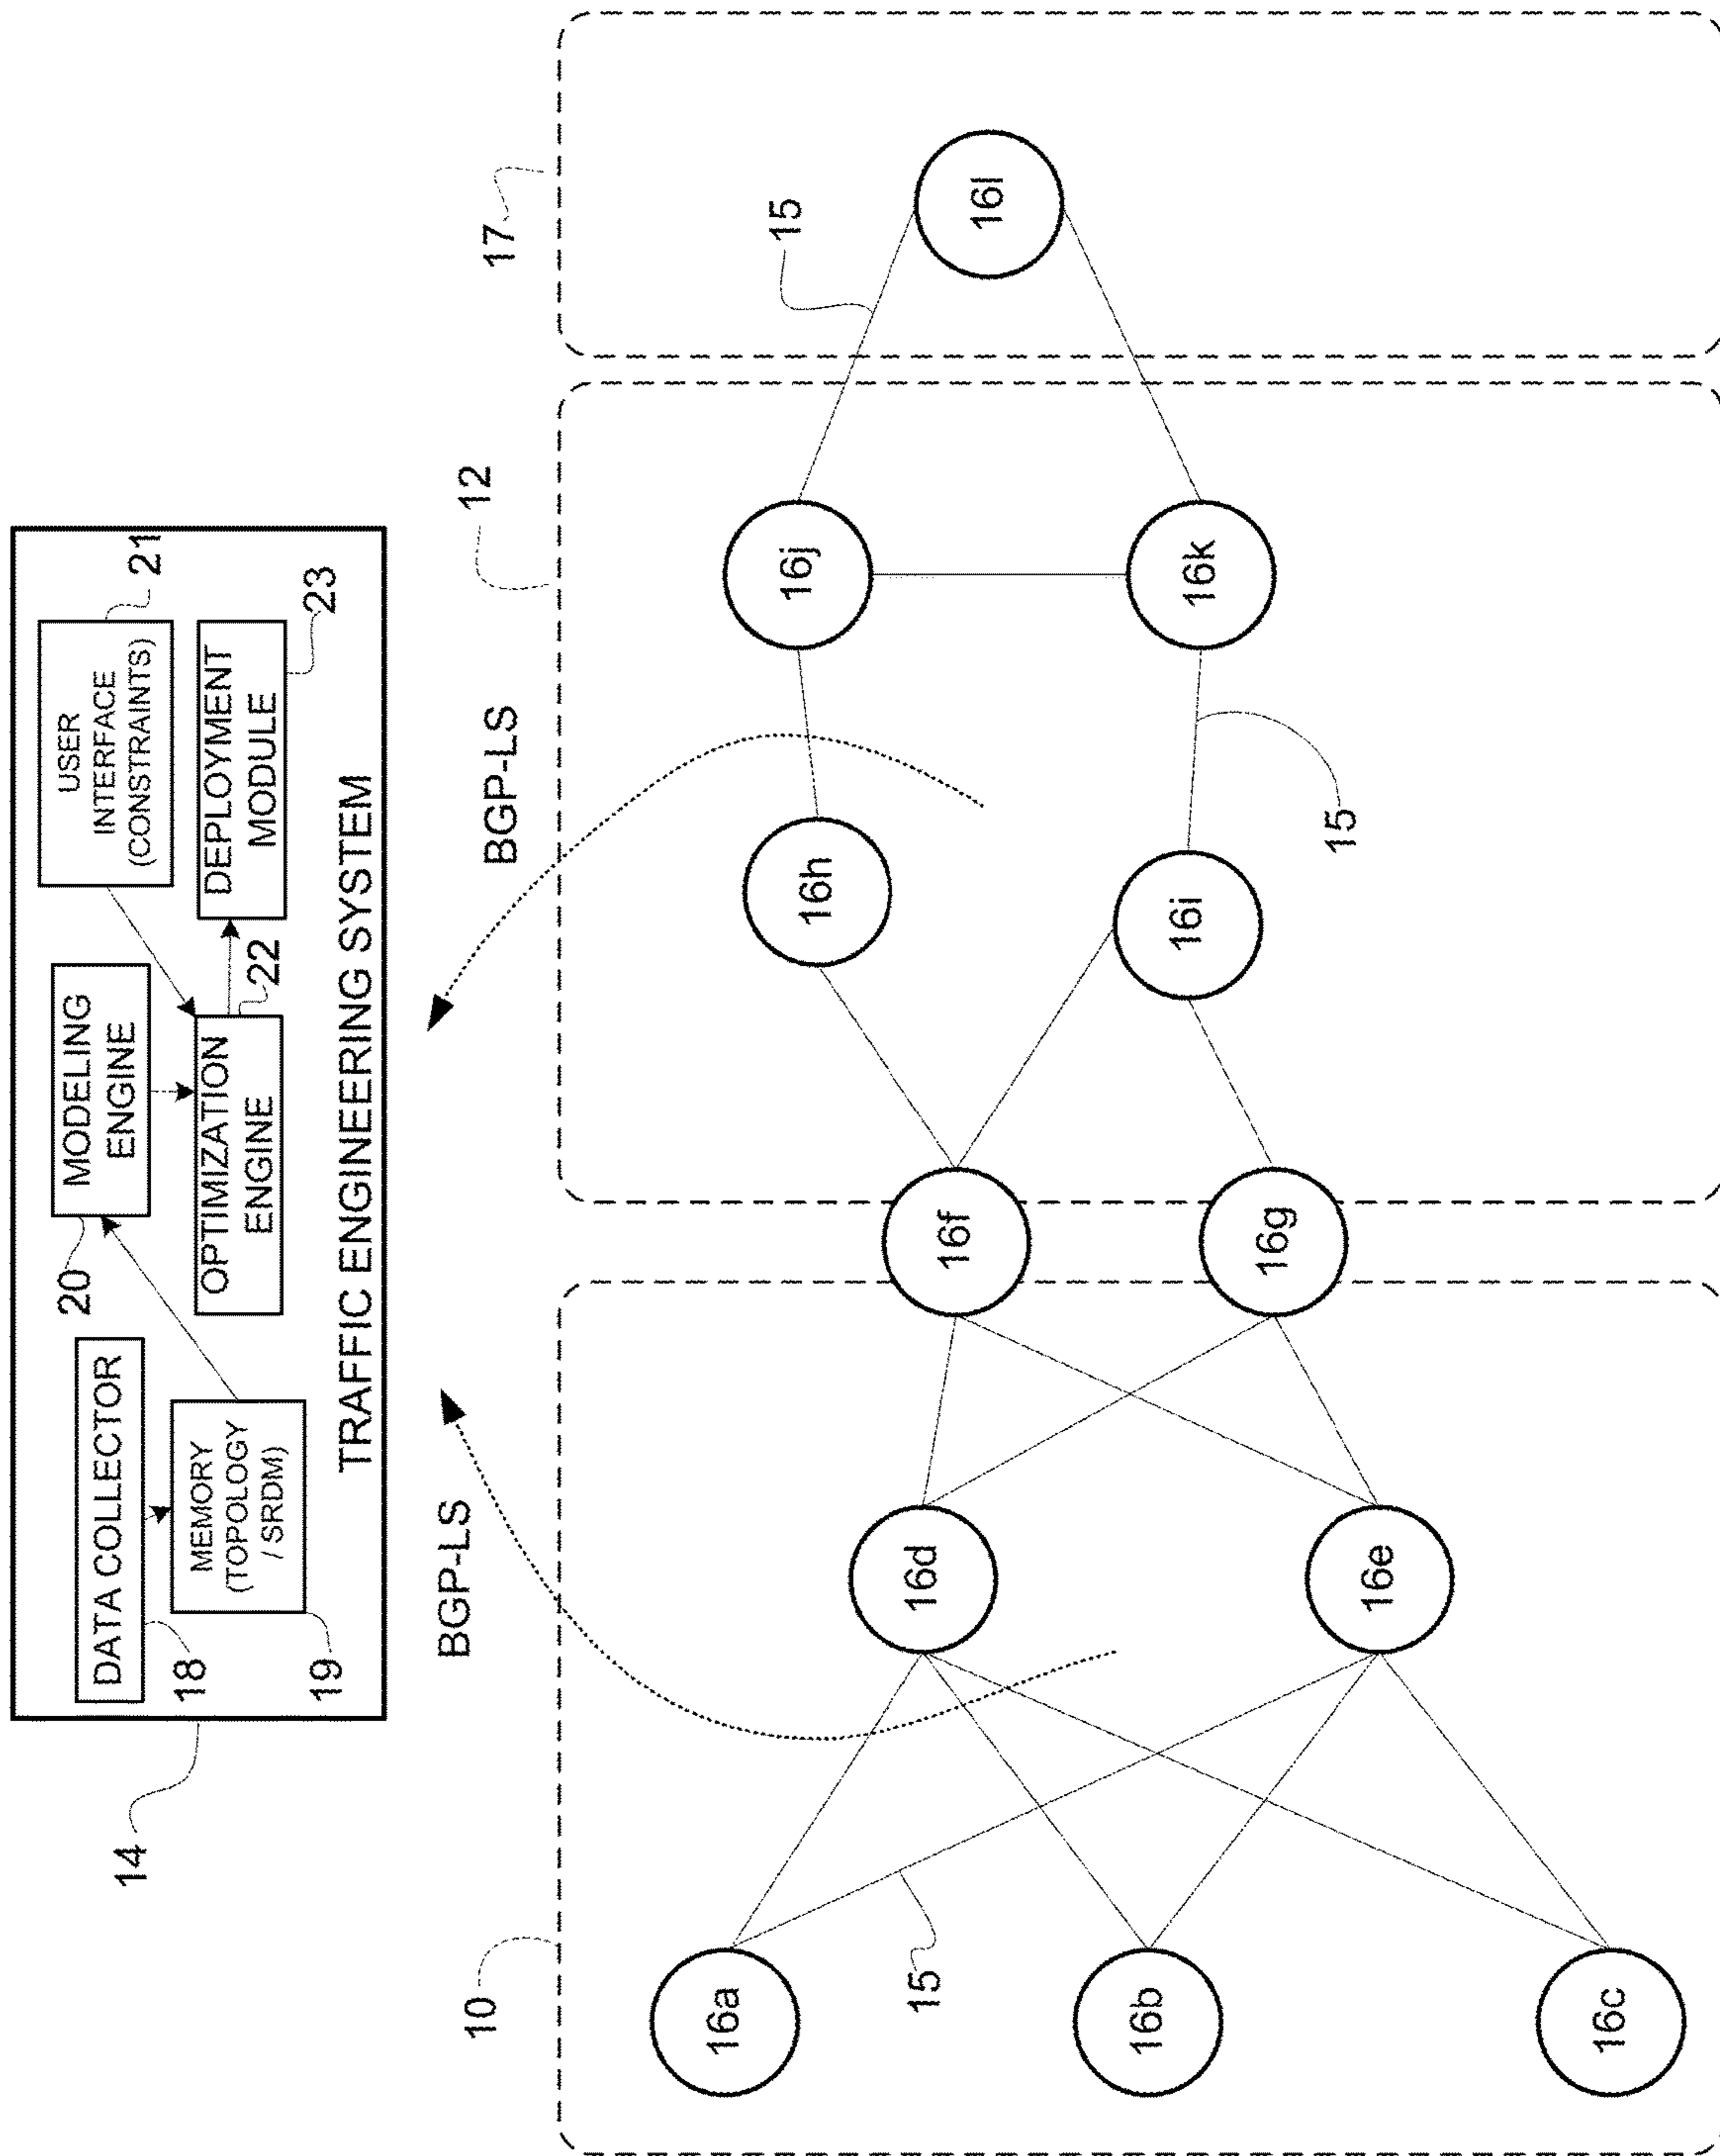 14
DATA COLLECTOR
18
MEMORY
(TOPOLOGY
/ SRDM)
19
20
MODELING
ENGINE
OPTIMIZATION
ENGINE
22
USER
INTERFACE
(CONSTRAINTS)
21
DEPLOYMENT
MODULE
23
TRAFFIC ENGINEERING SYSTEM
BGP-LS
BGP-LS
10
12
17
16a
16b
16c
15
16d
16e
16f
16g
16h
16i
15
16j
16k
15
16l